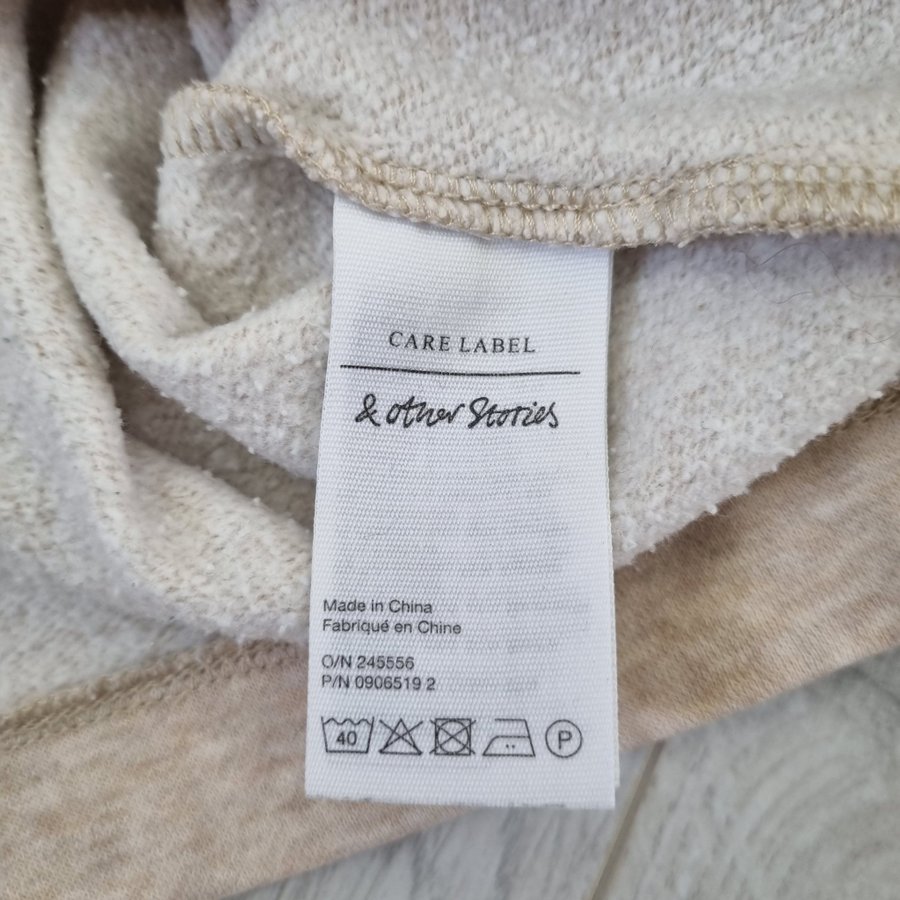 CARE LABEL
& other Stories
Made in China
Fabriqué en Chine
O/N 245556
P/N 0906519 2
40 P